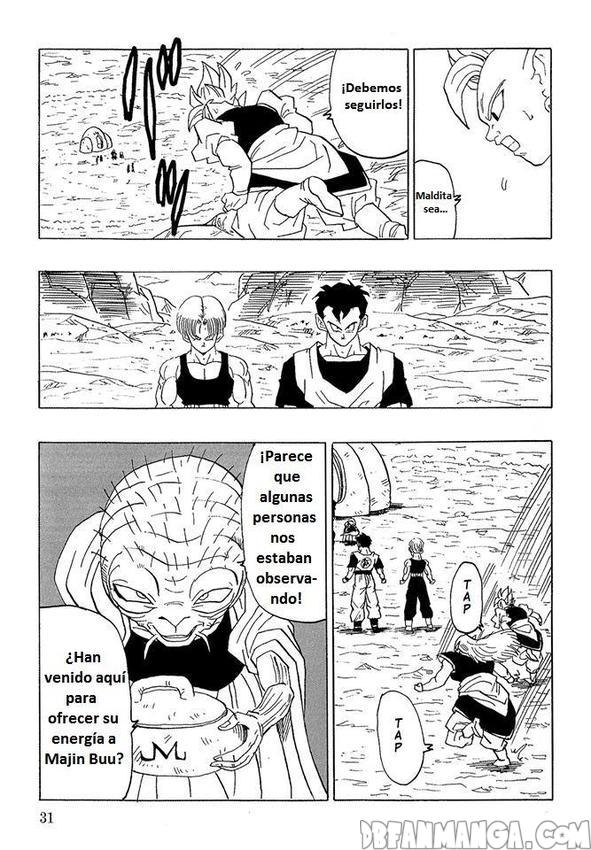 ¡Debemos
seguirlos!
Maldita
sea...
¡Parece
que
algunas
personas
nos
estaban
observa-
ndo!
¿Han
venido aquí
para
ofrecer su
energía a
Majin Buu?
M
TAP
TAP
TAP
31
DBFANMANGA.COM